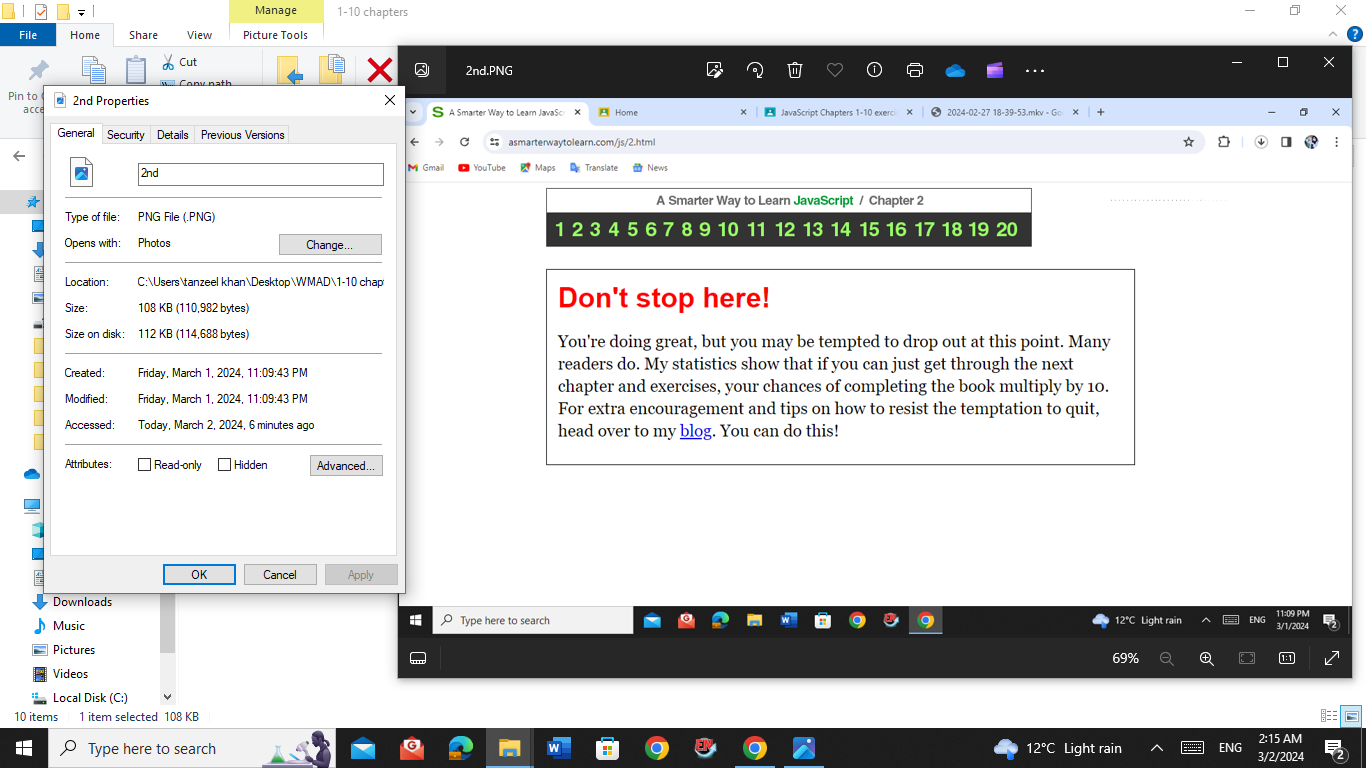 Manage
1-10 chapters
File
Home
Share
View
Picture Tools
Cut
2nd Properties
General
Security
Details
Previous Versions
2nd
Type of file:
PNG File (.PNG)
Opens with:
Photos
Change...
Location:
C:\Users\tanzeel khan\Desktop\WMAD\1-10 chap
Size:
108 KB (110,982 bytes)
Size on disk:
112 KB (114,688 bytes)
Created:
Friday, March 1, 2024, 11:09:43 PM
Modified:
Friday, March 1, 2024, 11:09:43 PM
Accessed:
Today, March 2, 2024, 6 minutes ago
Attributes:
Read-only
Hidden
Advanced...
OK
Cancel
Apply
Downloads
Music
Pictures
Videos
Local Disk (C:)
10 items
1 item selected 108 KB
2nd.PNG
A Smarter Way to Learn JavaScr
Home
JavaScript Chapters 1-10 exerci
2024-02-27 18-39-53.mkv - Go
asmarterwaytolearn.com/js/2.html
Gmail
YouTube
Maps
Translate
News
A Smarter Way to Learn JavaScript / Chapter 2
1 2 3 4 5 6 7 8 9 10 11 12 13 14 15 16 17 18 19 20
Don't stop here!
You're doing great, but you may be tempted to drop out at this point. Many
readers do. My statistics show that if you can just get through the next
chapter and exercises, your chances of completing the book multiply by 10.
For extra encouragement and tips on how to resist the temptation to quit,
head over to my blog. You can do this!
Type here to search
12°C Light rain
ENG
11:09 PM
3/1/2024
2
69%
1:1
Type here to search
12°C Light rain
ENG
2:15 AM
3/2/2024
2